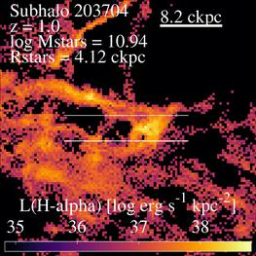 Subhalo 203704
8.2 ckpc
z = 1.0
log Mstars = 10.94
Rstars = 4.12 ckpc
L(H-alpha) [log erg s⁻¹ kpc⁻²]
35 36 37 38